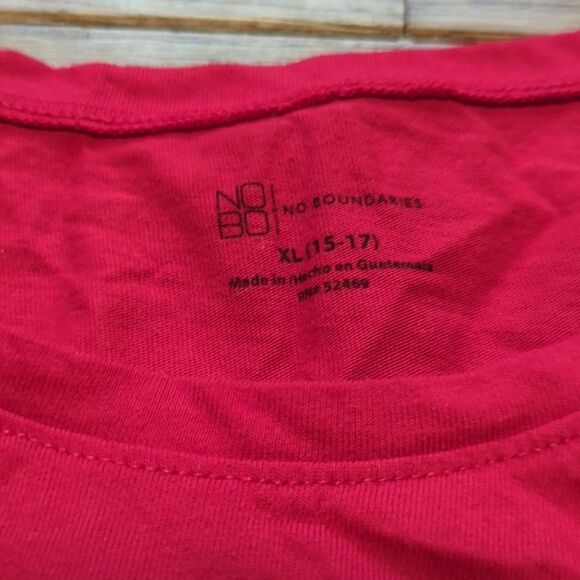 NO
BO
NO BOUNDARIES
XL (15-17)
Made in/Hecho en Guatemala
RN# 52469